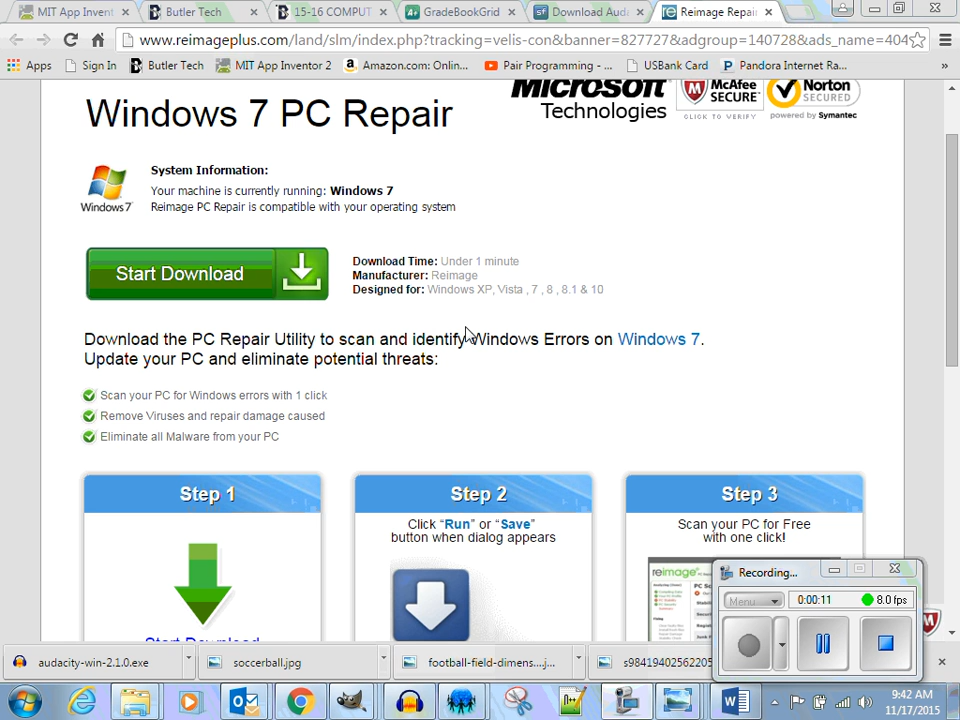 MIT App Invent
Butler Tech
15-16 COMPUT
GradeBookGrid
Download Auda
Reimage Repair
www.reimageplus.com/land/slm/index.php?tracking=velis-con&banner=827727&adgroup=140728&ads_name=404
Apps
Sign In
Butler Tech
MIT App Inventor 2
Amazon.com: Onlin...
Pair Programming - ...
USBank Card
Pandora Internet Ra...
»
Windows 7 PC Repair
Microsoft
Technologies
McAfee
SECURE
CLICK TO VERIFY
Norton
SECURED
powered by Symantec
Windows 7
System Information:
Your machine is currently running: Windows 7
Reimage PC Repair is compatible with your operating system
Start Download
Download Time: Under 1 minute
Manufacturer: Reimage
Designed for: Windows XP, Vista , 7 , 8 , 8.1 & 10
Download the PC Repair Utility to scan and identify Windows Errors on Windows 7.
Update your PC and eliminate potential threats:
Scan your PC for Windows errors with 1 click
Remove Viruses and repair damage caused
Eliminate all Malware from your PC
Step 1
Start Download
Step 2
Click “Run” or “Save”
button when dialog appears
Step 3
Scan your PC for Free
with one click!
reimage
Recording...
Menu
0:00:11
8.0 fps
audacity-win-2.1.0.exe
soccerball.jpg
football-field-dimens....jpg
s98419402562205
9:42 AM
11/17/2015